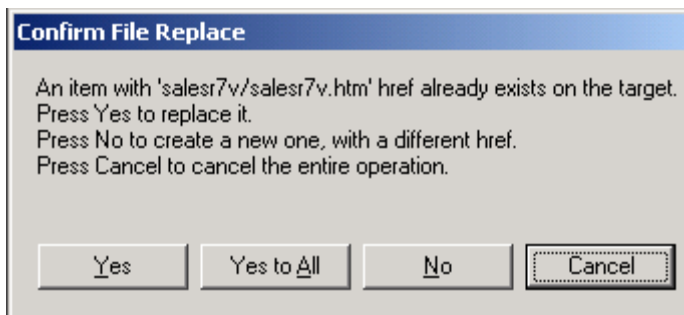 Confirm File Replace
An item with 'salesr7v/salesr7v.htm' href already exists on the target.
Press Yes to replace it.
Press No to create a new one, with a different href.
Press Cancel to cancel the entire operation.
Yes
Yes to All
No
Cancel